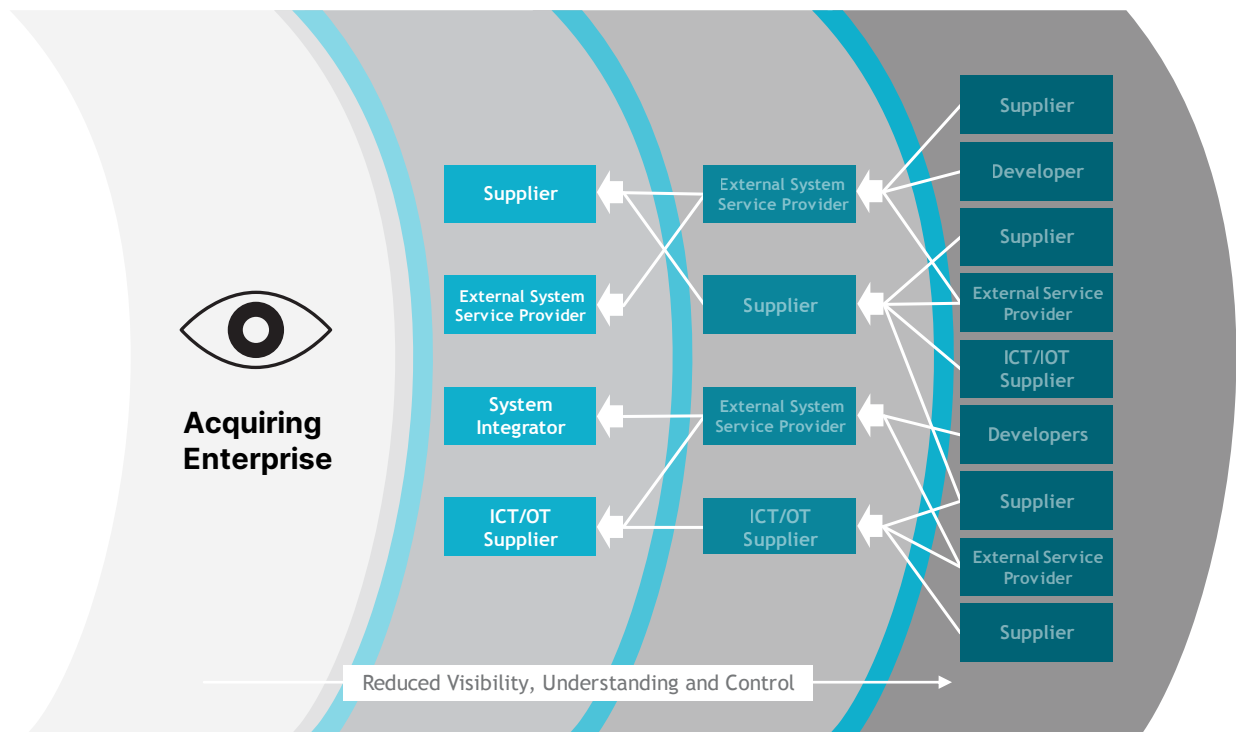 Acquiring
Enterprise
Supplier
External System
Service Provider
System
Integrator
ICT/OT
Supplier
External System
Service Provider
Supplier
External System
Service Provider
ICT/OT
Supplier
Supplier
Developer
Supplier
External Service
Provider
ICT/IOT
Supplier
Developers
Supplier
External Service
Provider
Supplier
Reduced Visibility, Understanding and Control